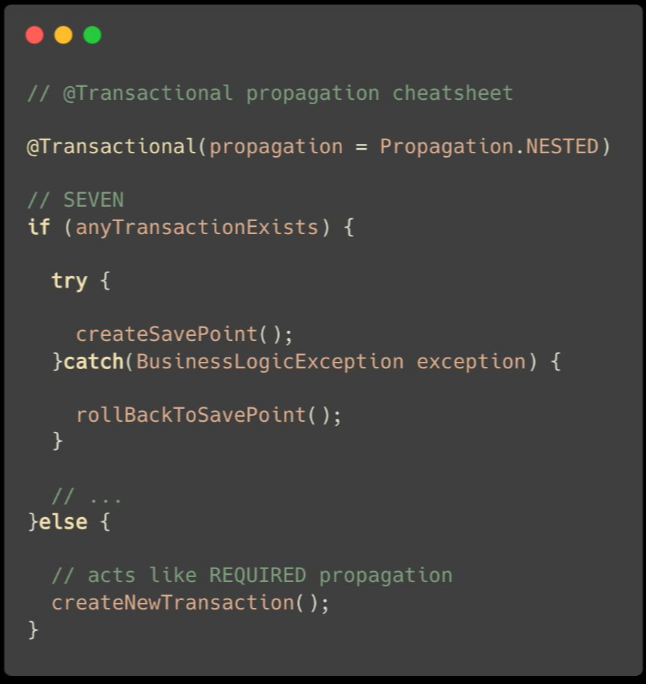 // @Transactional propagation cheatsheet
@Transactional(propagation = Propagation.NESTED)
// SEVEN
if (anyTransactionExists) {
try {
createSavePoint();
}catch(BusinessLogicException exception) {
rollBackToSavePoint();
}
// ...
}else {
// acts like REQUIRED propagation
createNewTransaction();
}